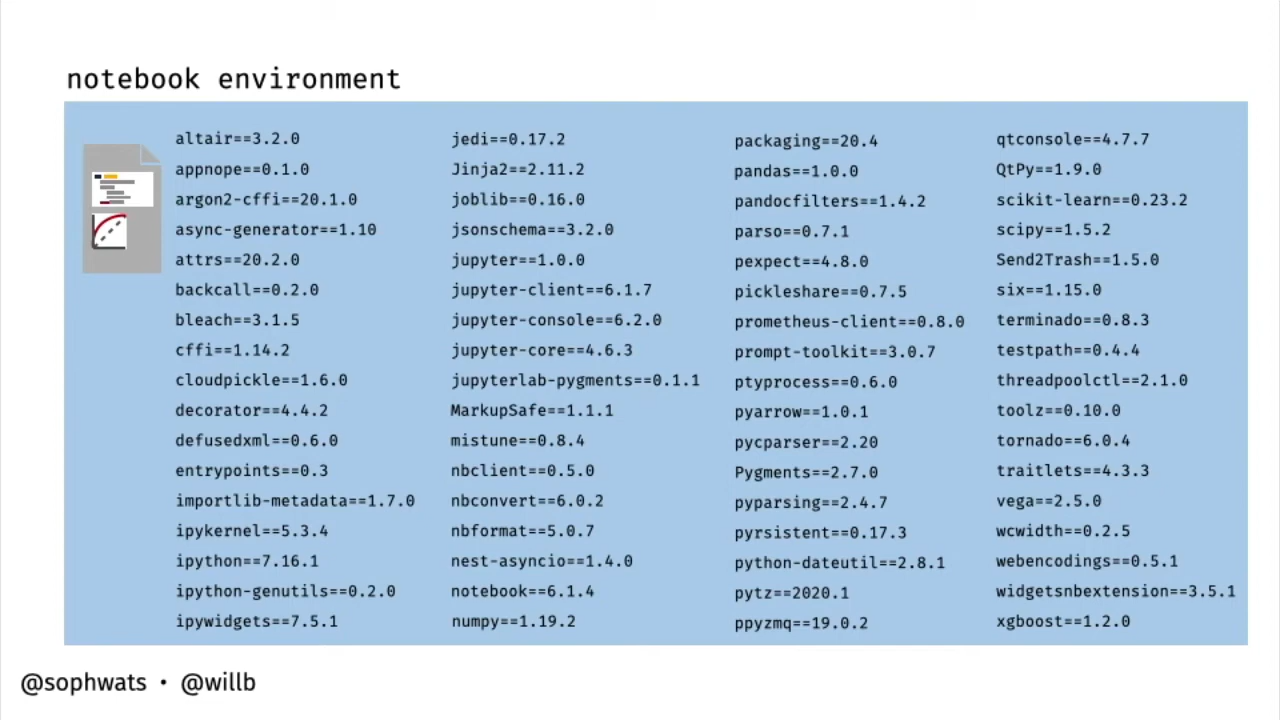 notebook environment
altair==3.2.0
appnope==0.1.0
argon2-cffi==20.1.0
async-generator==1.10
attrs==20.2.0
backcall==0.2.0
bleach==3.1.5
cffi==1.14.2
cloudpickle==1.6.0
decorator==4.4.2
defusedxml==0.6.0
entrypoints==0.3
importlib-metadata==1.7.0
ipykernel==5.3.4
ipython==7.16.1
ipython-genutils==0.2.0
ipywidgets==7.5.1
jedi==0.17.2
Jinja2==2.11.2
joblib==0.16.0
jsonschema==3.2.0
jupyter==1.0.0
jupyter-client==6.1.7
jupyter-console==6.2.0
jupyter-core==4.6.3
jupyterlab-pygments==0.1.1
MarkupSafe==1.1.1
mistune==0.8.4
nbclient==0.5.0
nbconvert==6.0.2
nbformat==5.0.7
nest-asyncio==1.4.0
notebook==6.1.4
numpy==1.19.2
packaging==20.4
pandas==1.0.0
pandocfilters==1.4.2
parso==0.7.1
pexpect==4.8.0
pickleshare==0.7.5
prometheus-client==0.8.0
prompt-toolkit==3.0.7
ptyprocess==0.6.0
pyarrow==1.0.1
pycparser==2.20
Pygments==2.7.0
pyparsing==2.4.7
pyrsistent==0.17.3
python-dateutil==2.8.1
pytz==2020.1
ppyzmq==19.0.2
qtconsole==4.7.7
QtPy==1.9.0
scikit-learn==0.23.2
scipy==1.5.2
Send2Trash==1.5.0
six==1.15.0
terminado==0.8.3
testpath==0.4.4
threadpoolctl==2.1.0
toolz==0.10.0
tornado==6.0.4
traitlets==4.3.3
vega==2.5.0
wcwidth==0.2.5
webencodings==0.5.1
widgetsnbextension==3.5.1
xgboost==1.2.0
@sophwats • @willb